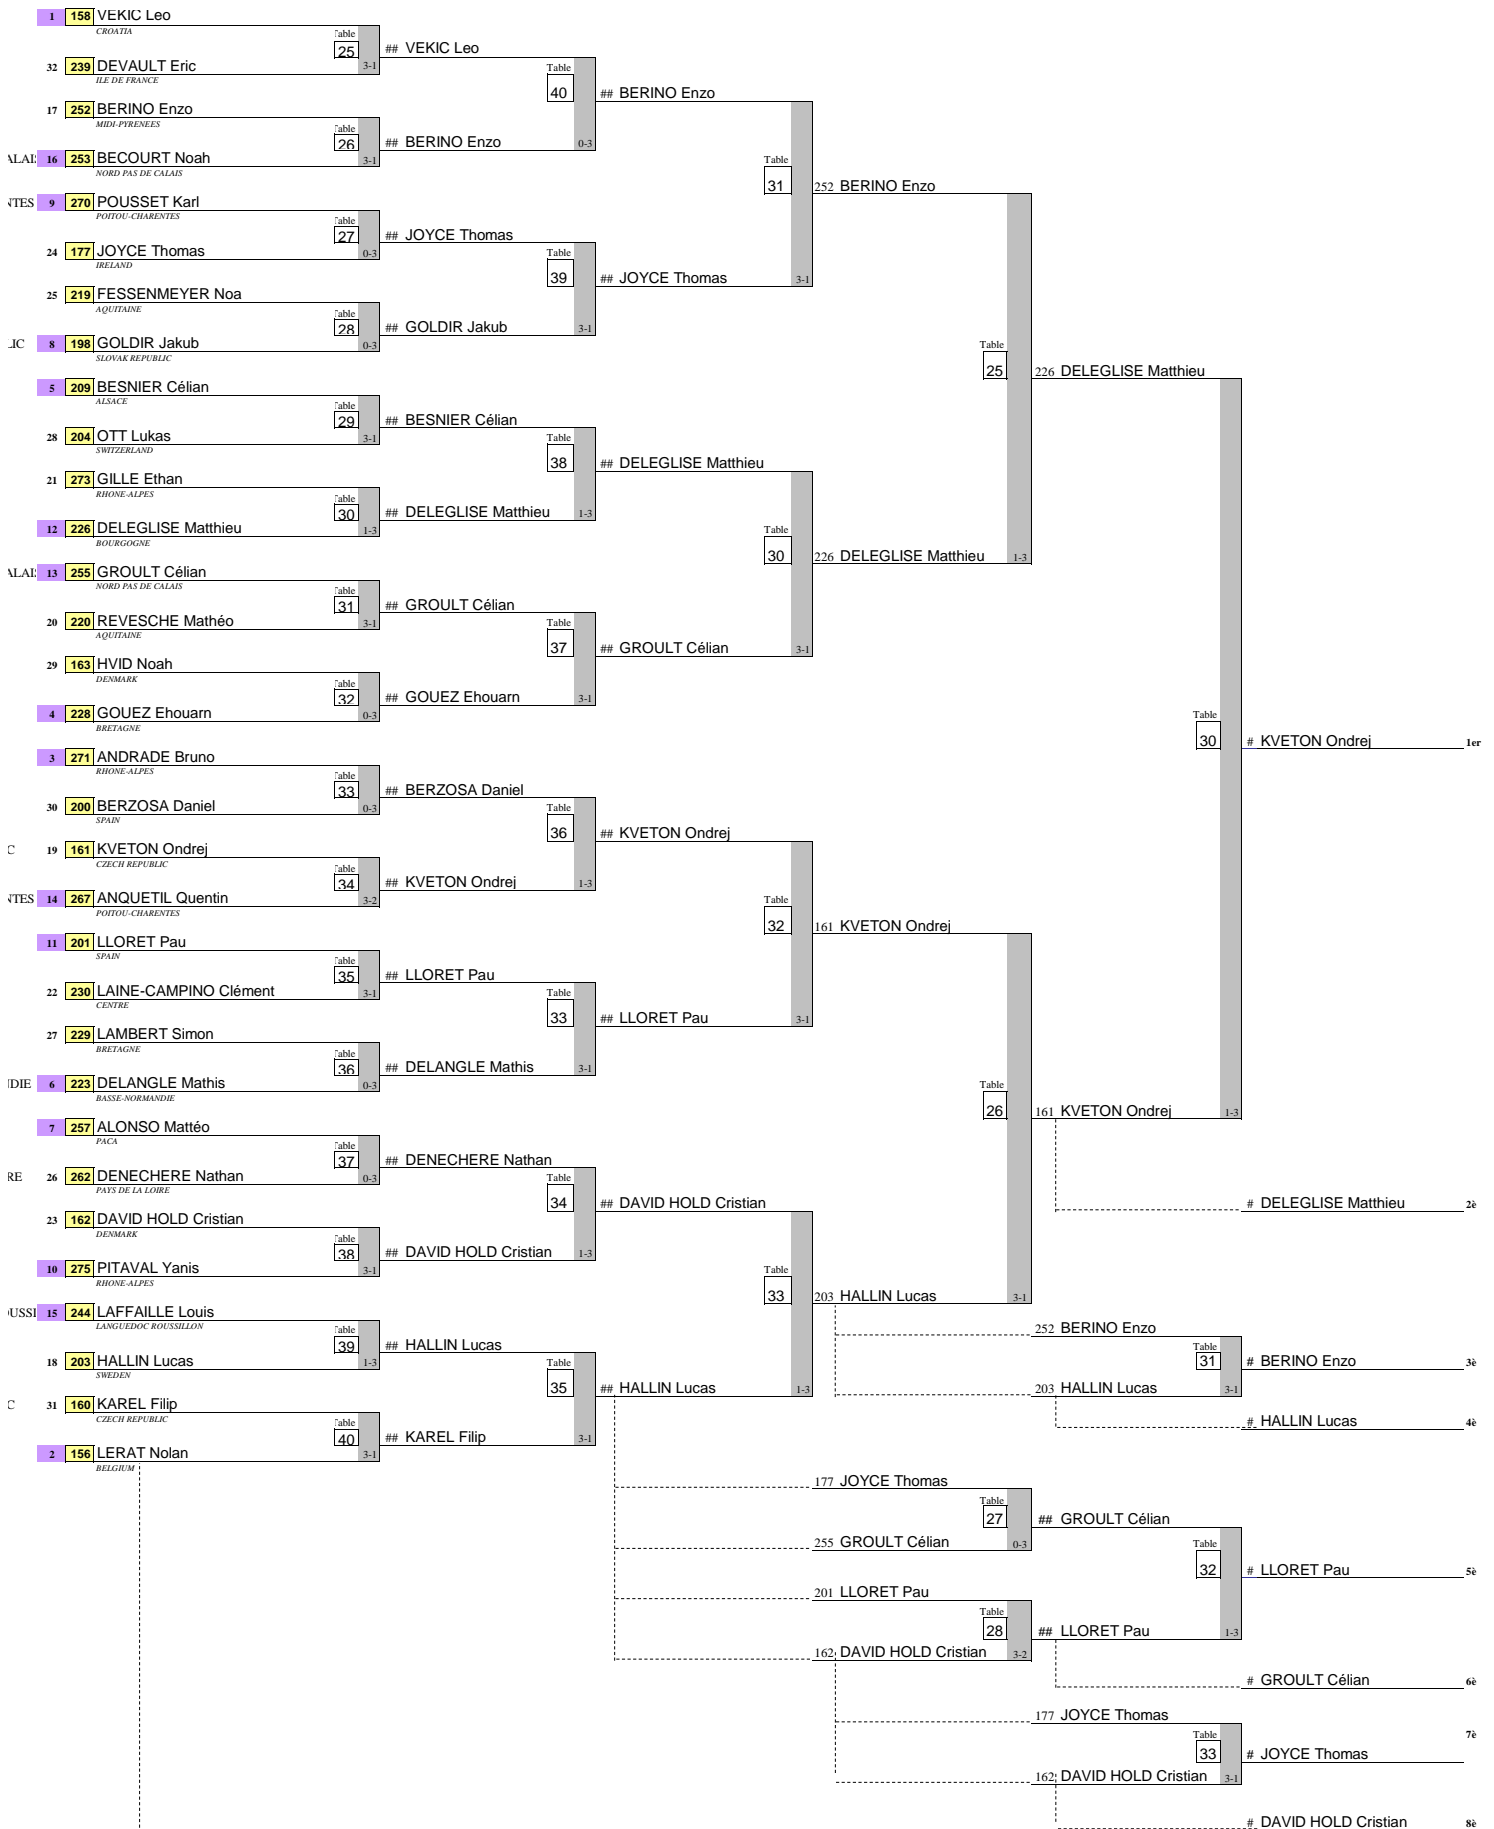 1 158 VEKIC Leo
CROATIA
Table
25 ## VEKIC Leo
32 239 DEVAULT Eric 3-1
ILE DE FRANCE
Table
40 ## BERINO Enzo
17 252 BERINO Enzo
MIDI-PYRENEES
Table
26 ## BERINO Enzo 0-3
16 253 BECOURT Noah 3-1
NORD PAS DE CALAIS
Table
31 252 BERINO Enzo
NTES 9 270 POUSSET Karl
POITOU-CHARENTES
Table
27 ## JOYCE Thomas
24 177 JOYCE Thomas 0-3
IRELAND
Table
39 ## JOYCE Thomas 3-1
25 219 FESSENMEYER Noa
AQUITAINE
Table
28 ## GOLDIR Jakub 3-1
LIC 8 198 GOLDIR Jakub 0-3
SLOVAK REPUBLIC
Table
25 226 DELEGLISE Matthieu
5 209 BESNIER Célian
ALSACE
Table
29 ## BESNIER Célian
28 204 OTT Lukas 3-1
SWITZERLAND
Table
38 ## DELEGLISE Matthieu
21 273 GILLE Ethan
RHONE-ALPES
Table
30 ## DELEGLISE Matthieu 1-3
12 226 DELEGLISE Matthieu 1-3
BOURGOGNE
Table
30 226 DELEGLISE Matthieu 1-3
13 255 GROULT Célian
NORD PAS DE CALAIS
Table
31 ## GROULT Célian
20 220 REVESCHE Mathéo 3-1
AQUITAINE
Table
37 ## GROULT Célian 3-1
29 163 HVID Noah
DENMARK
Table
32 ## GOUEZ Ehouarn 3-1
4 228 GOUEZ Ehouarn 0-3
BRETAGNE
Table
30 # KVETON Ondrej 1er
3 271 ANDRADE Bruno
RHONE-ALPES
Table
33 ## BERZOSA Daniel
30 200 BERZOSA Daniel 0-3
SPAIN
Table
36 ## KVETON Ondrej
C 19 161 KVETON Ondrej
CZECH REPUBLIC
Table
34 ## KVETON Ondrej 1-3
NTES 14 267 ANQUETIL Quentin 3-2
POITOU-CHARENTES
Table
32 161 KVETON Ondrej
11 201 LLORET Pau
SPAIN
Table
35 ## LLORET Pau
22 230 LAINE-CAMPINO Clément 3-1
CENTRE
Table
33 ## LLORET Pau 3-1
27 229 LAMBERT Simon
BRETAGNE
Table
36 ## DELANGLE Mathis 3-1
NDIE 6 223 DELANGLE Mathis 0-3
BASSE-NORMANDIE
Table
26 161 KVETON Ondrej 1-3
7 257 ALONSO Mattéo
PACA
Table
37 ## DENECHERE Nathan
RE 26 262 DENECHERE Nathan 0-3
PAYS DE LA LOIRE
Table
34 ## DAVID HOLD Cristian
# DELEGLISE Matthieu 2è
23 162 DAVID HOLD Cristian
DENMARK
Table
38 ## DAVID HOLD Cristian 1-3
10 275 PITAVAL Yanis 3-1
RHONE-ALPES
Table
33 203 HALLIN Lucas 3-1
OUSSI 15 244 LAFFAILLE Louis
LANGUEDOC ROUSSILLON
252 BERINO Enzo
Table
39 ## HALLIN Lucas
18 203 HALLIN Lucas 1-3
SWEDEN
Table
31 # BERINO Enzo 3è
Table
35 ## HALLIN Lucas 1-3
203 HALLIN Lucas 3-1
C 31 160 KAREL Filip
CZECH REPUBLIC
# HALLIN Lucas 4è
Table
40 ## KAREL Filip 3-1
2 156 LERAT Nolan 3-1
BELGIUM
177 JOYCE Thomas
Table
27 ## GROULT Célian
255 GROULT Célian 0-3
Table
32 # LLORET Pau 5è
201 LLORET Pau
Table
28 ## LLORET Pau 1-3
162 DAVID HOLD Cristian 3-2
# GROULT Célian 6è
177 JOYCE Thomas
7è
Table
33 # JOYCE Thomas
162 DAVID HOLD Cristian 3-1
# DAVID HOLD Cristian 8è